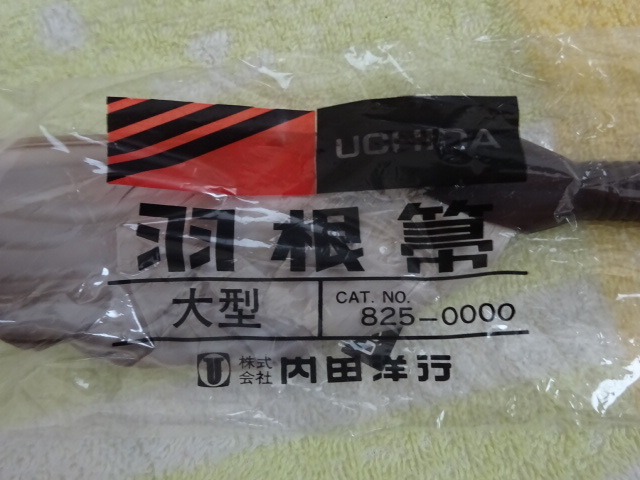 UCHIDA
羽根箒
大型
CAT. NO.
825-0000
株式
会社 内田洋行